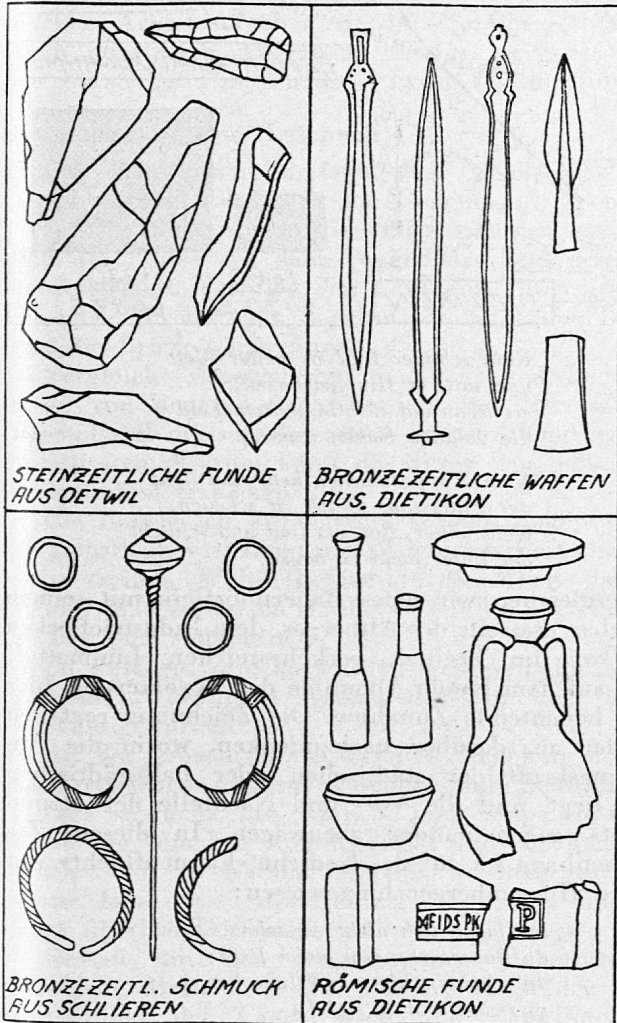 STEINZEITLICHE FUNDE
AUS OETWIL
BRONZEZEITLICHE WAFFEN
AUS. DIETIKON
BRONZEZEITL. SCHMUCK
AUS SCHLIEREN
P
RÖMISCHE FUNDE
AUS DIETIKON